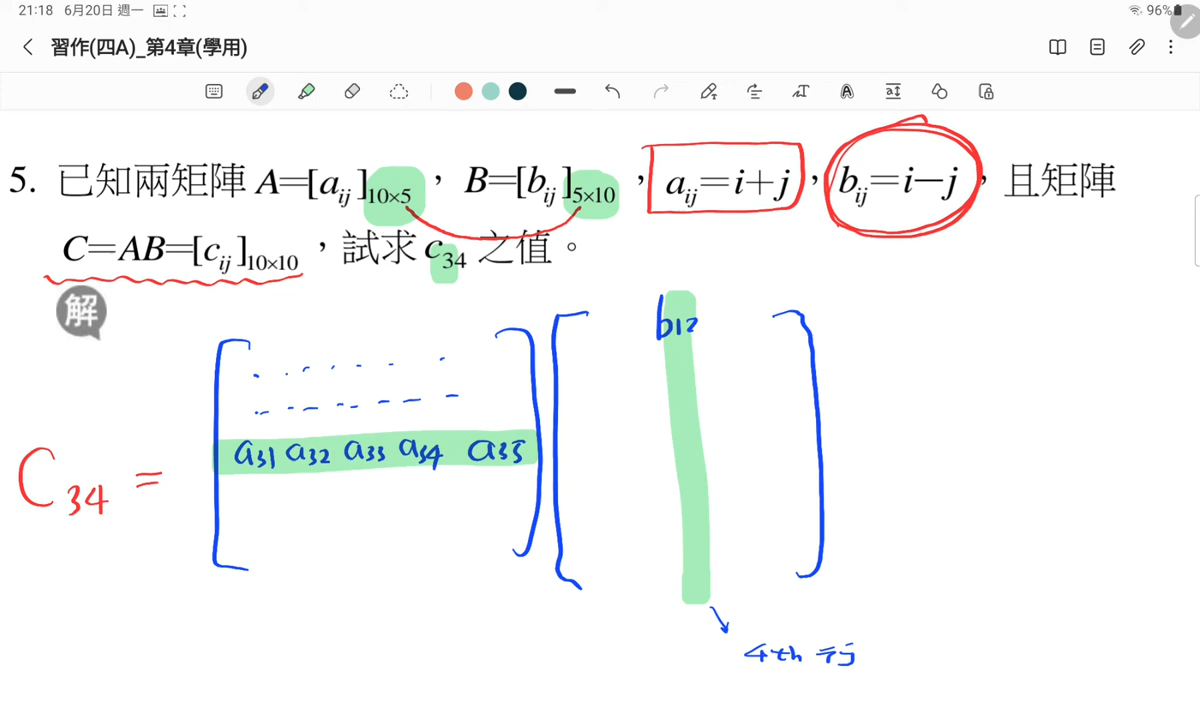 21:18 6月20日 週一 96%
習作(四A)_第4章(學用)
5. 已知兩矩陣 A=[aij]10×5, B=[bij]5×10, aij=i+j, bij=i−j, 且矩陣
C=AB=[cij]10×10, 試求 c34 之值。
解
b12
a31 a32 a33 a34 a35
C34 =
4th 行